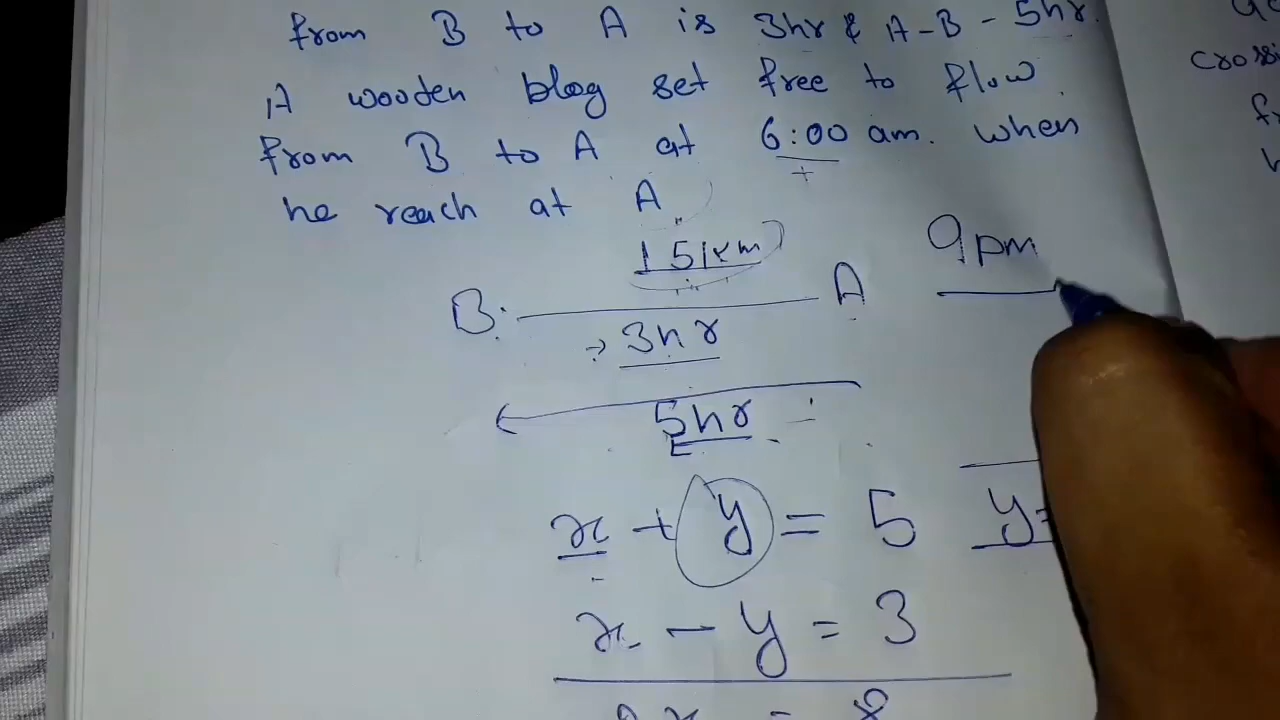 from B to A is 3hr & A-B-5hr.
A wooden blog set free to flow.
from B to A at 6:00 am. when
he reach at A
15km
9pm
B
A
3hr
5hr
x + y = 5
x - y = 3